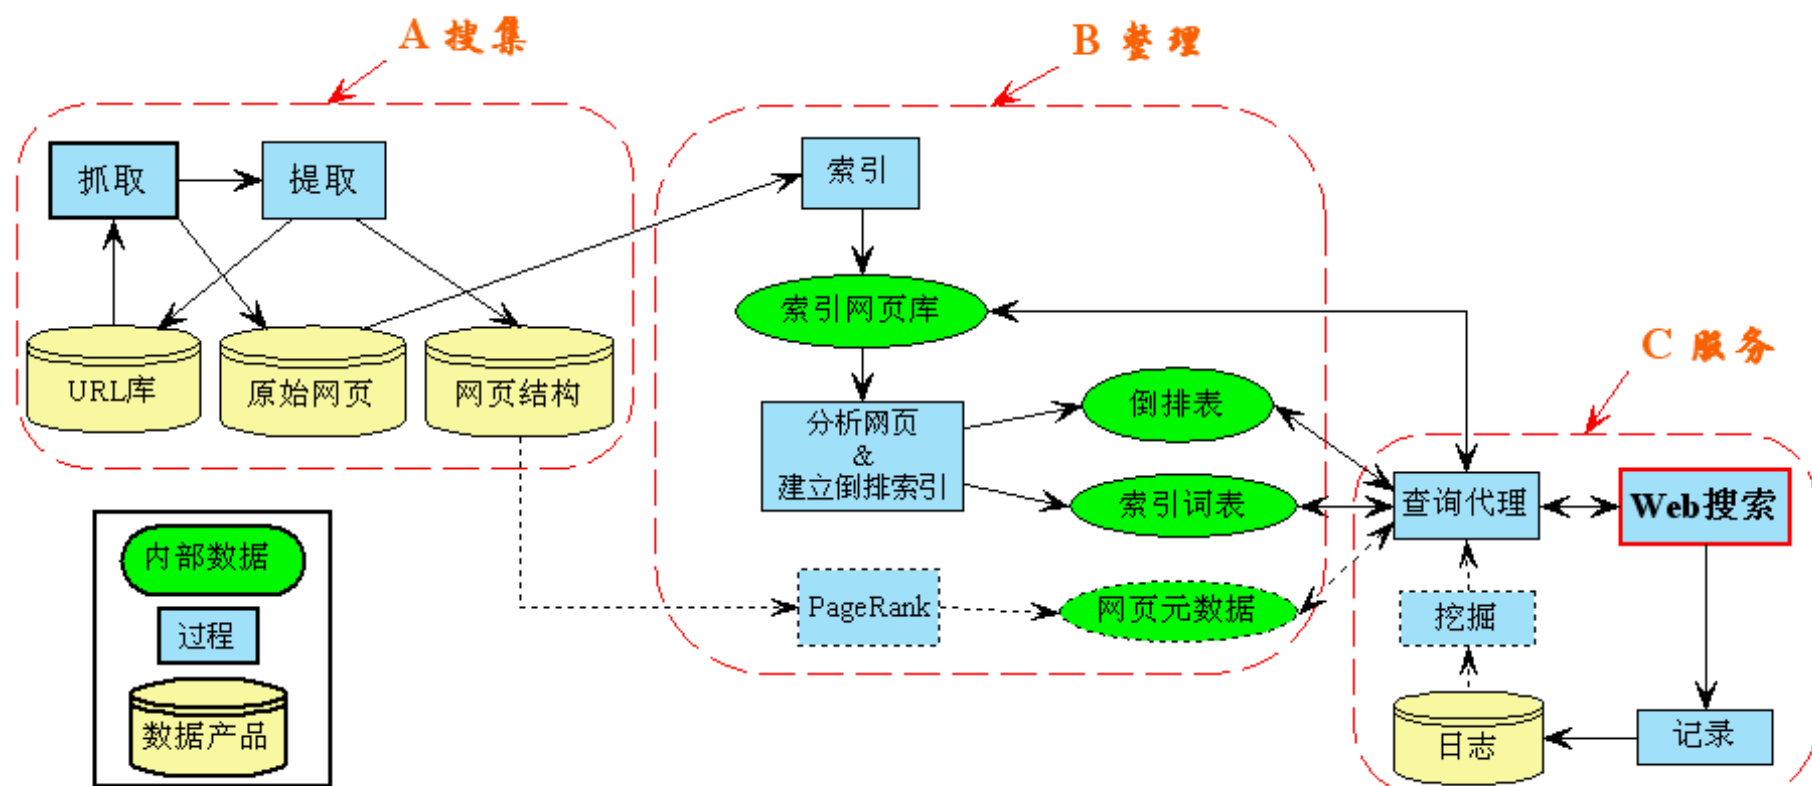 A 搜集
B 整理
抓取
提取
索引
索引网页库
URL库
原始网页
网页结构
C 服务
倒排表
分析网页
&
建立倒排索引
索引词表
查询代理
Web搜索
内部数据
PageRank
网页元数据
挖掘
过程
数据产品
日志
记录